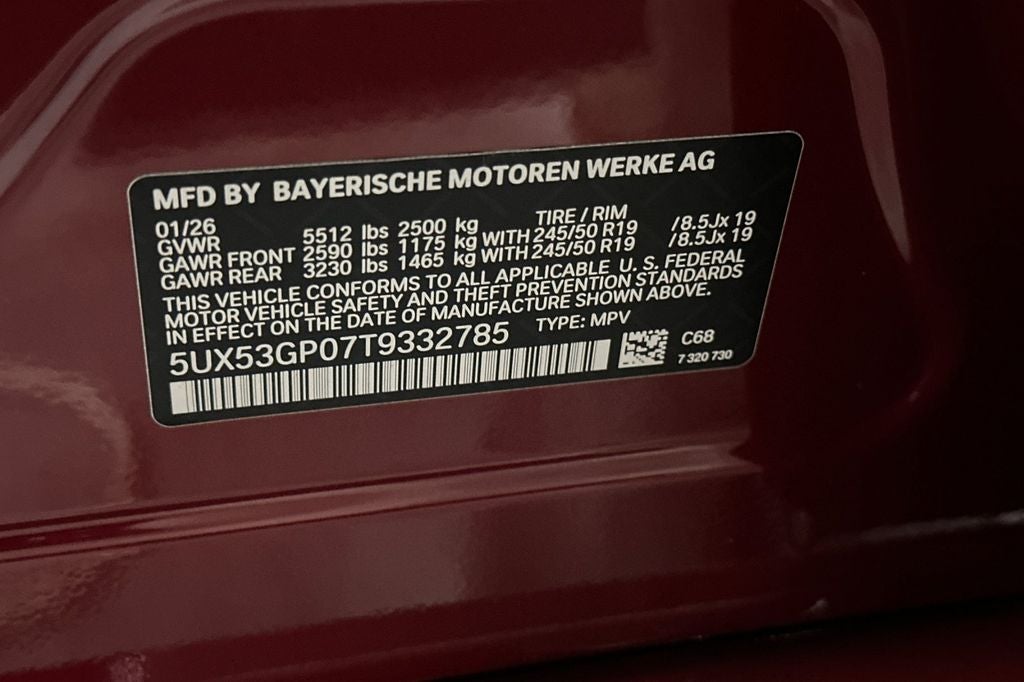 MFD BY BAYERISCHE MOTOREN WERKE AG
01/26 TIRE / RIM
GVWR 5512 lbs 2500 kg
GAWR FRONT 2590 lbs 1175 kg WITH 245/50 R19 /8.5Jx 19
GAWR REAR 3230 lbs 1465 kg WITH 245/50 R19 /8.5Jx 19
THIS VEHICLE CONFORMS TO ALL APPLICABLE U. S. FEDERAL
MOTOR VEHICLE SAFETY AND THEFT PREVENTION STANDARDS
IN EFFECT ON THE DATE OF MANUFACTURE SHOWN ABOVE.
5UX53GP07T9332785 TYPE: MPV
C68
7 320 730